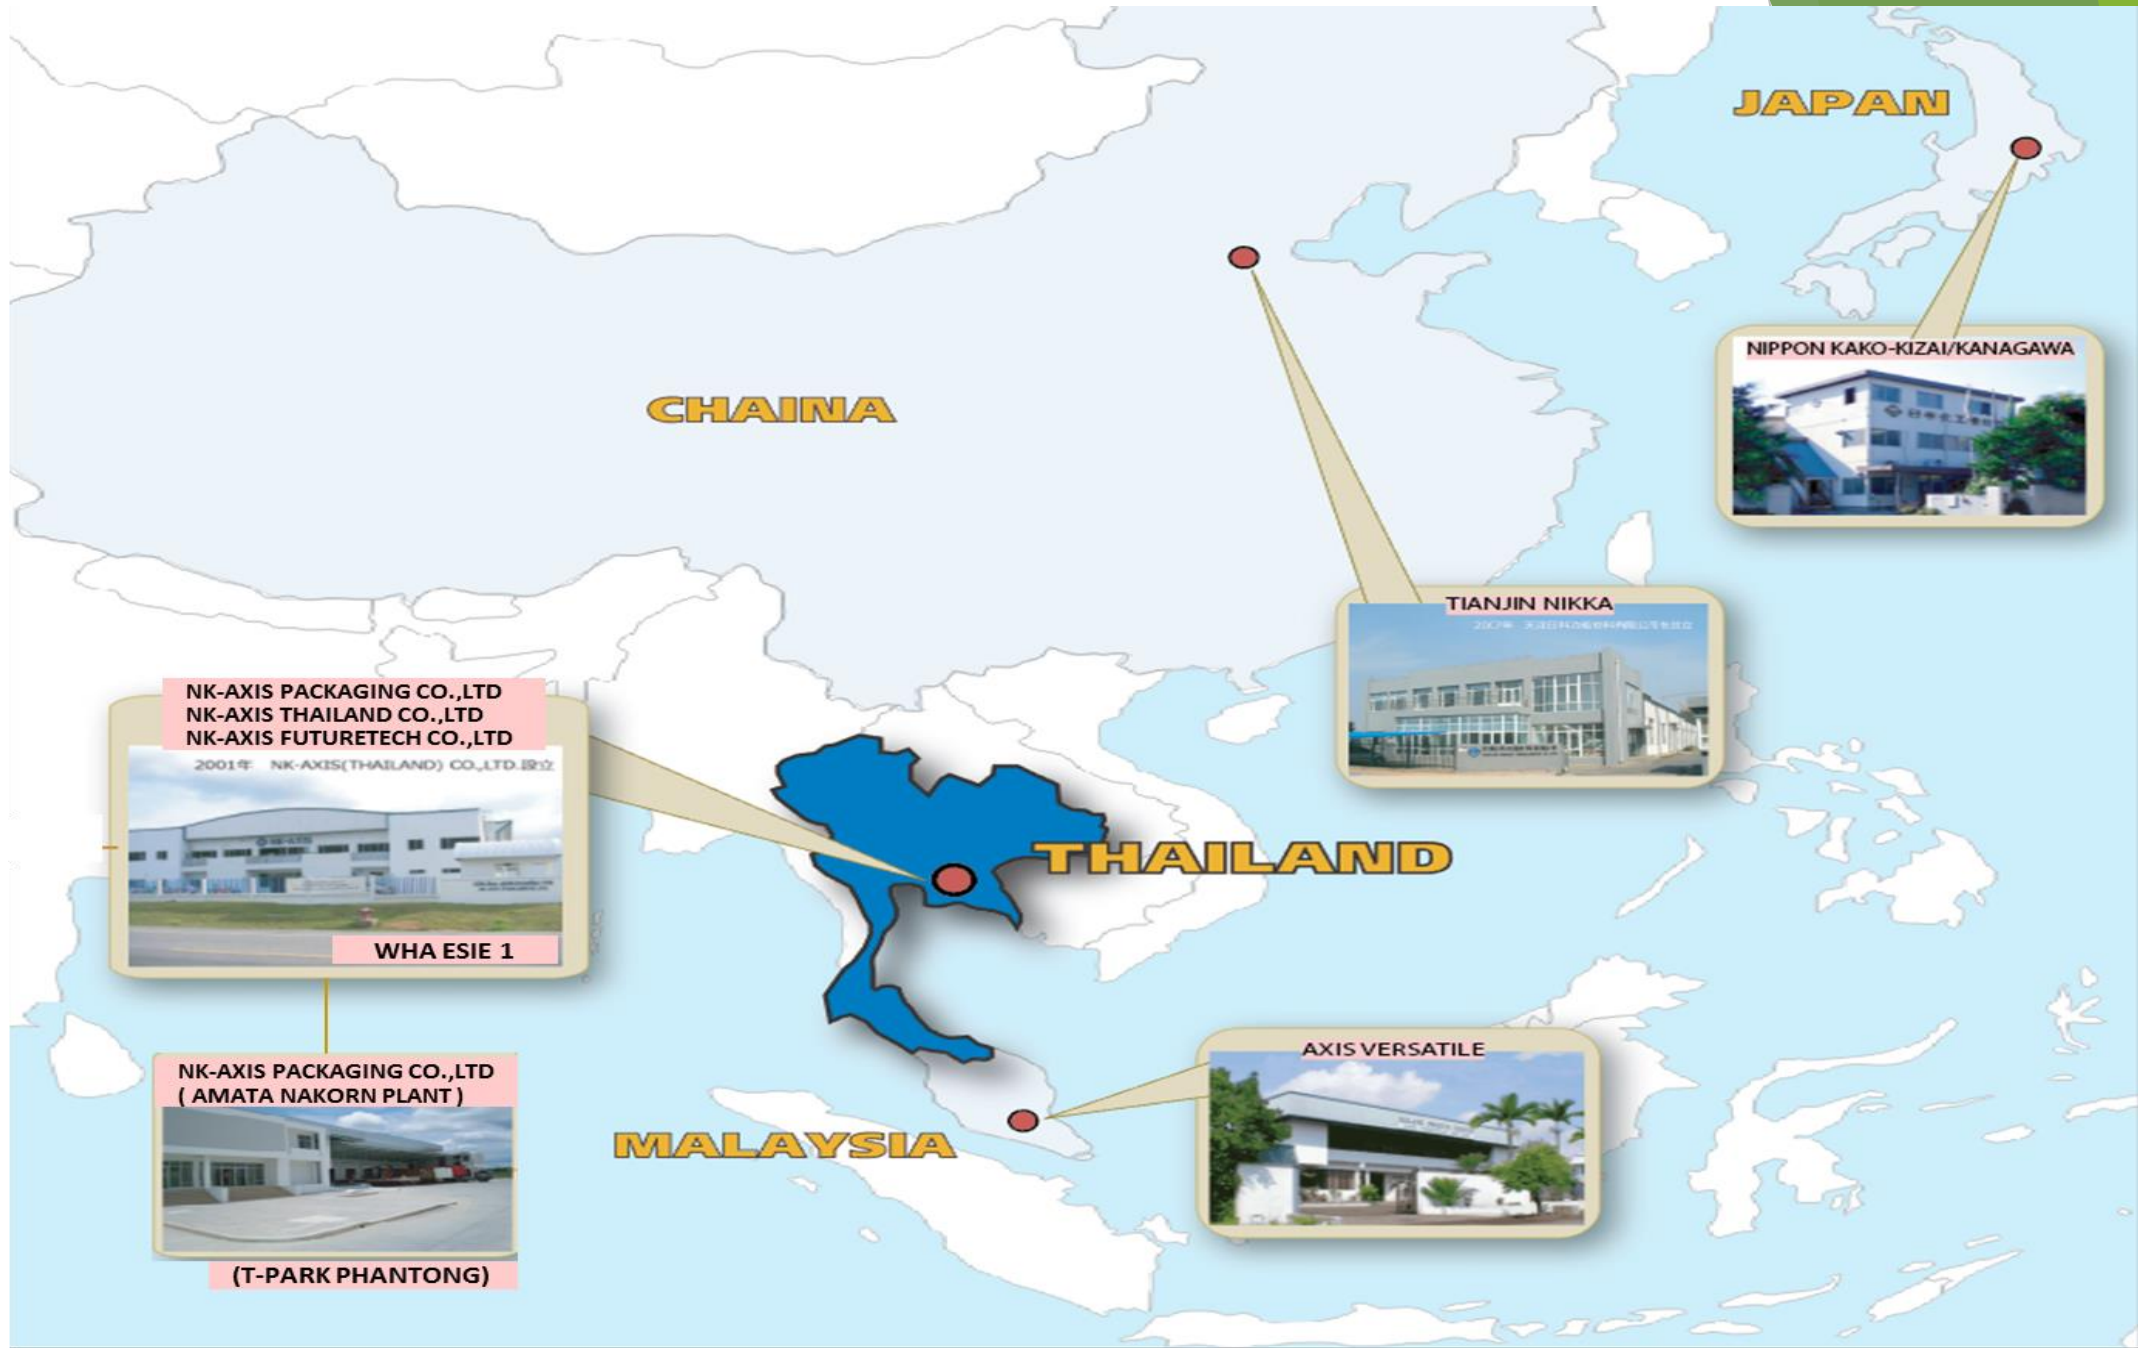 JAPAN
NIPPON KAKO-KIZAI/KANAGAWA
CHAINA
TIANJIN NIKKA
NK-AXIS PACKAGING CO.,LTD
NK-AXIS THAILAND CO.,LTD
NK-AXIS FUTURETECH CO.,LTD
2001年 NK-AXIS(THAILAND) CO.,LTD.設立
NK-AXIS
WHA ESIE 1
THAILAND
NK-AXIS PACKAGING CO.,LTD
( AMATA NAKORN PLANT )
(T-PARK PHANTONG)
MALAYSIA
AXIS VERSATILE